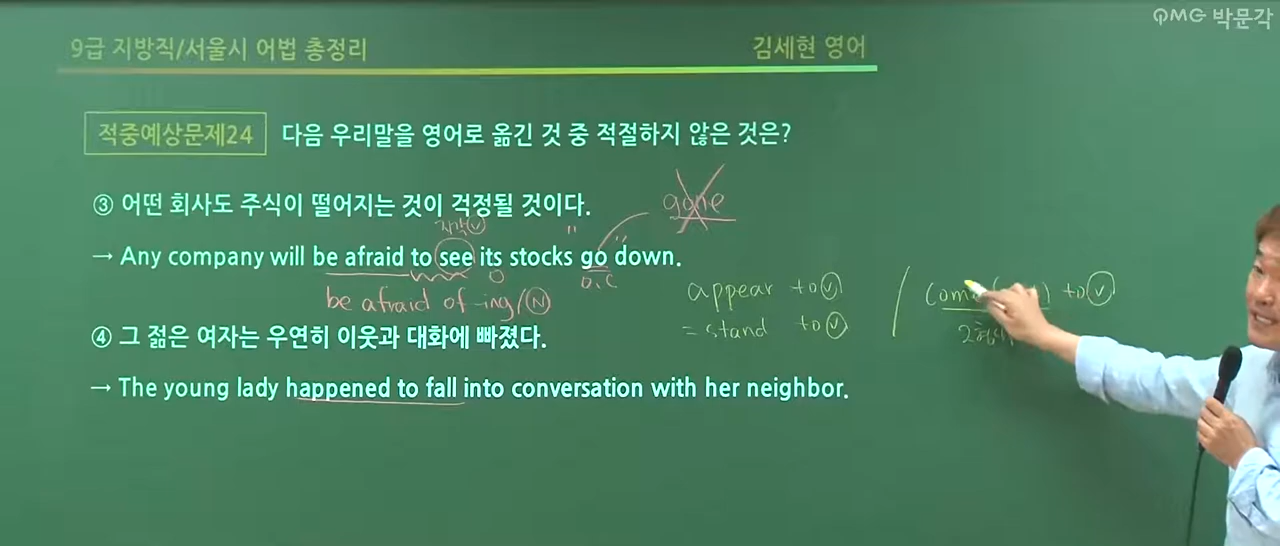 QMG 박문각
9급 지방직/서울시 어법 총정리
김세현 영어
적중예상문제24 다음 우리말을 영어로 옮긴 것 중 적절하지 않은 것은?
③ 어떤 회사도 주식이 떨어지는 것이 걱정될 것이다.
gone
지각(v)
→ Any company will be afraid to see its stocks go down.
O O.C
be afraid of -ing/(N)
appear to (V)
= stand to (V)
to (V)
④ 그 젊은 여자는 우연히 이웃과 대화에 빠졌다.
→ The young lady happened to fall into conversation with her neighbor.